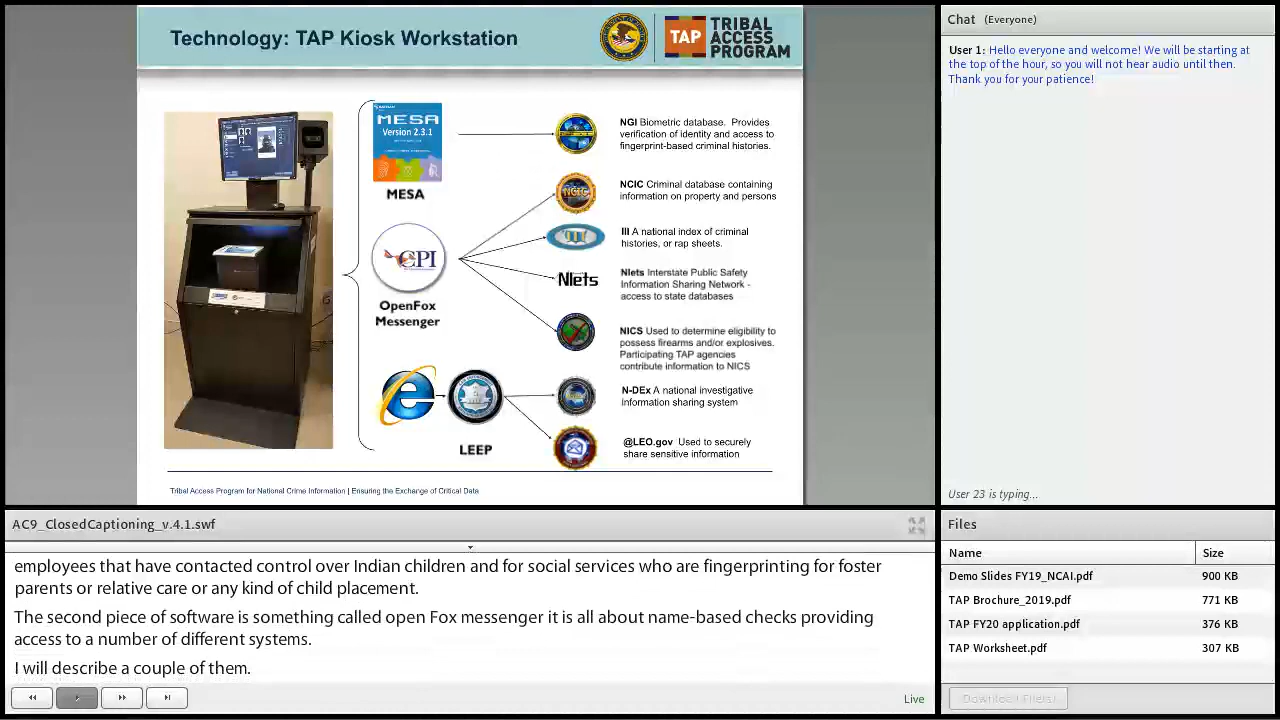 Technology: TAP Kiosk Workstation
TAP
TRIBAL
ACCESS
PROGRAM
MESA
Version 2.3.1
MESA
CPI
OpenFox
Messenger
LEEP
NGI Biometric database. Provides
verification of identity and access to
fingerprint-based criminal histories.
NCIC
NCIC Criminal database containing
information on property and persons
III
III A national index of criminal
histories, or rap sheets.
Nlets
Nlets Interstate Public Safety
Information Sharing Network -
access to state databases
NICS Used to determine eligibility to
possess firearms and/or explosives.
Participating TAP agencies
contribute information to NICS
N-DEx A national investigative
information sharing system
@LEO.gov Used to securely
share sensitive information
Tribal Access Program for National Crime Information | Ensuring the Exchange of Critical Data
Chat (Everyone)
User 1: Hello everyone and welcome! We will be starting at
the top of the hour, so you will not hear audio until then.
Thank you for your patience!
User 23 is typing...
AC9_ClosedCaptioning_v.4.1.swf
employees that have contacted control over Indian children and for social services who are fingerprinting for foster
parents or relative care or any kind of child placement.
The second piece of software is something called open Fox messenger it is all about name-based checks providing
access to a number of different systems.
I will describe a couple of them.
Live
Files
Name Size
Demo Slides FY19_NCAI.pdf 900 KB
TAP Brochure_2019.pdf 771 KB
TAP FY20 application.pdf 376 KB
TAP Worksheet.pdf 307 KB
Download File(s)